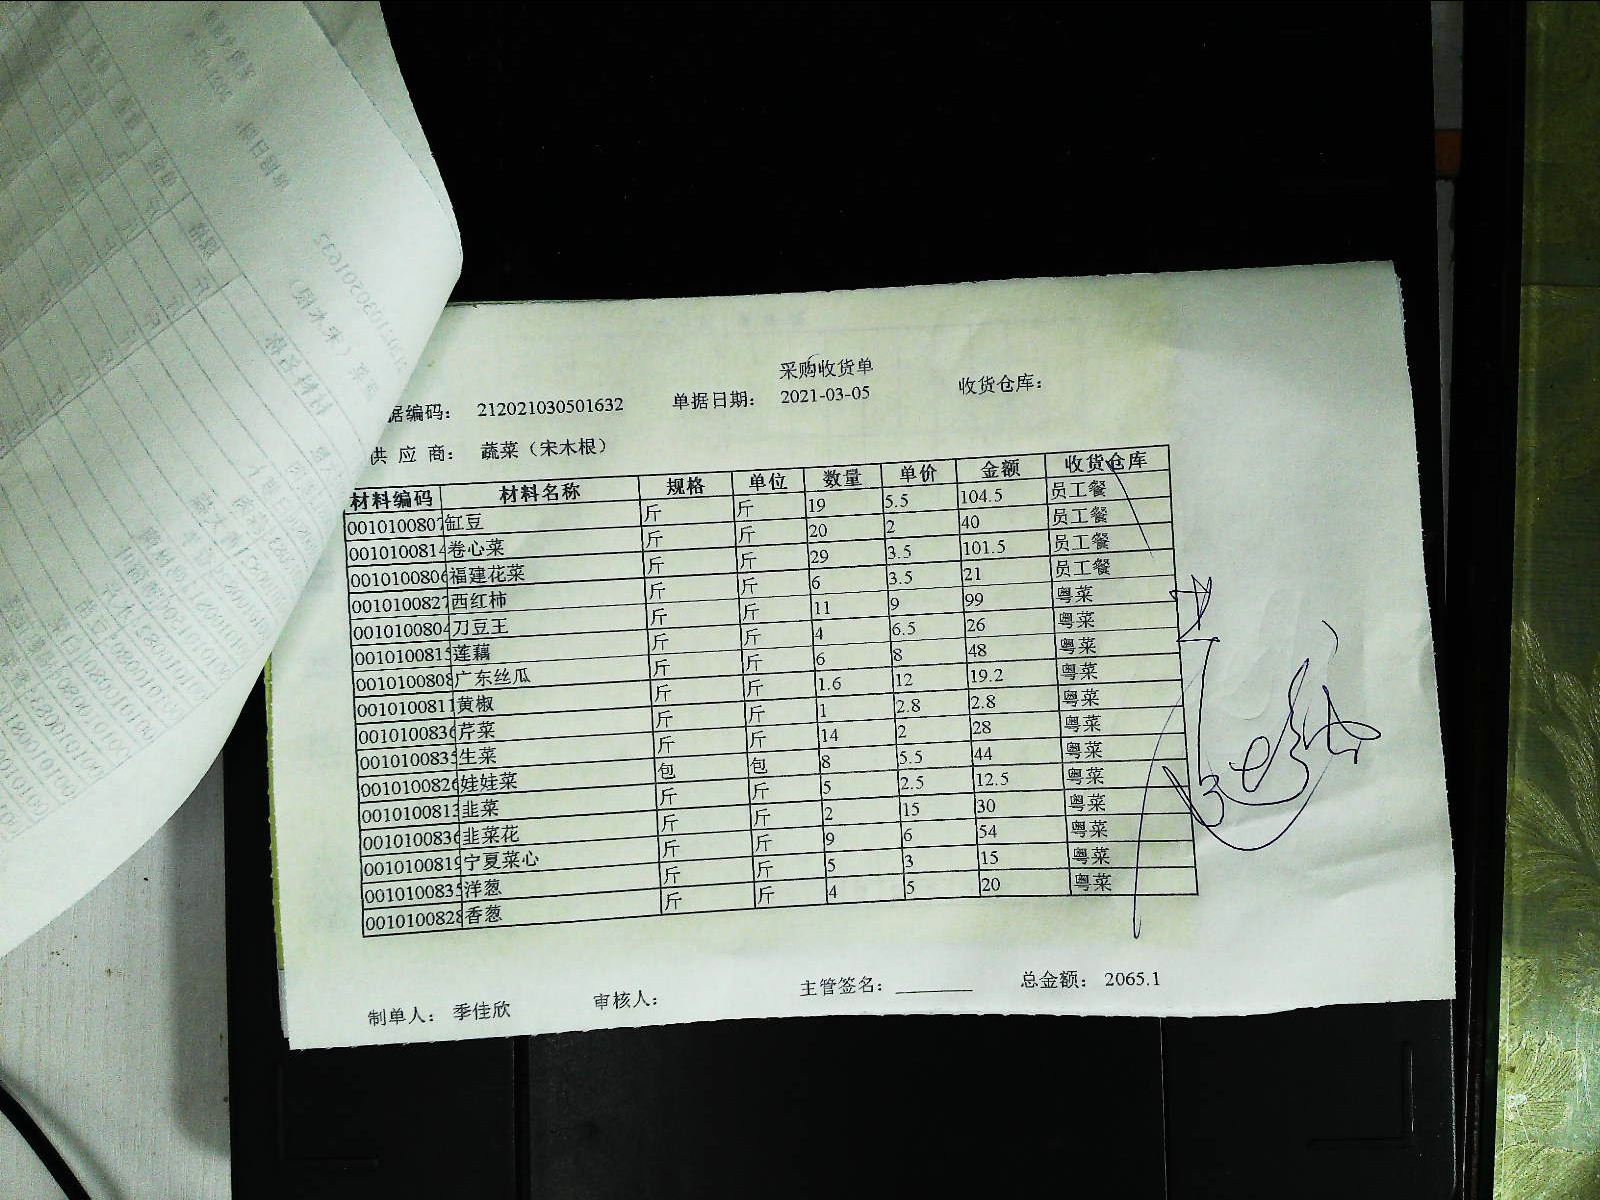 采购收货单
据编码： 212021030501632 单据日期： 2021-03-05 收货仓库：
供 应 商： 蔬菜（宋木根）
材料编码 材料名称 规格 单位 数量 单价 金额 收货仓库
0010100807 缸豆 斤 斤 19 5.5 104.5 员工餐
0010100814 卷心菜 斤 斤 20 2 40 员工餐
0010100806 福建花菜 斤 斤 29 3.5 101.5 员工餐
0010100827 西红柿 斤 斤 6 3.5 21 员工餐
0010100804 刀豆王 斤 斤 11 9 99 粤菜
0010100815 莲藕 斤 斤 4 6.5 26 粤菜
0010100808 广东丝瓜 斤 斤 6 8 48 粤菜
0010100811 黄椒 斤 斤 1.6 12 19.2 粤菜
0010100836 芹菜 斤 斤 1 2.8 2.8 粤菜
0010100835 生菜 斤 斤 14 2 28 粤菜
0010100826 娃娃菜 包 包 8 5.5 44 粤菜
0010100813 韭菜 斤 斤 5 2.5 12.5 粤菜
0010100836 韭菜花 斤 斤 2 15 30 粤菜
0010100819 宁夏菜心 斤 斤 9 6 54 粤菜
0010100835 洋葱 斤 斤 5 3 15 粤菜
0010100828 香葱 斤 斤 4 5 20 粤菜
制单人： 季佳欣 审核人： 主管签名：________ 总金额： 2065.1